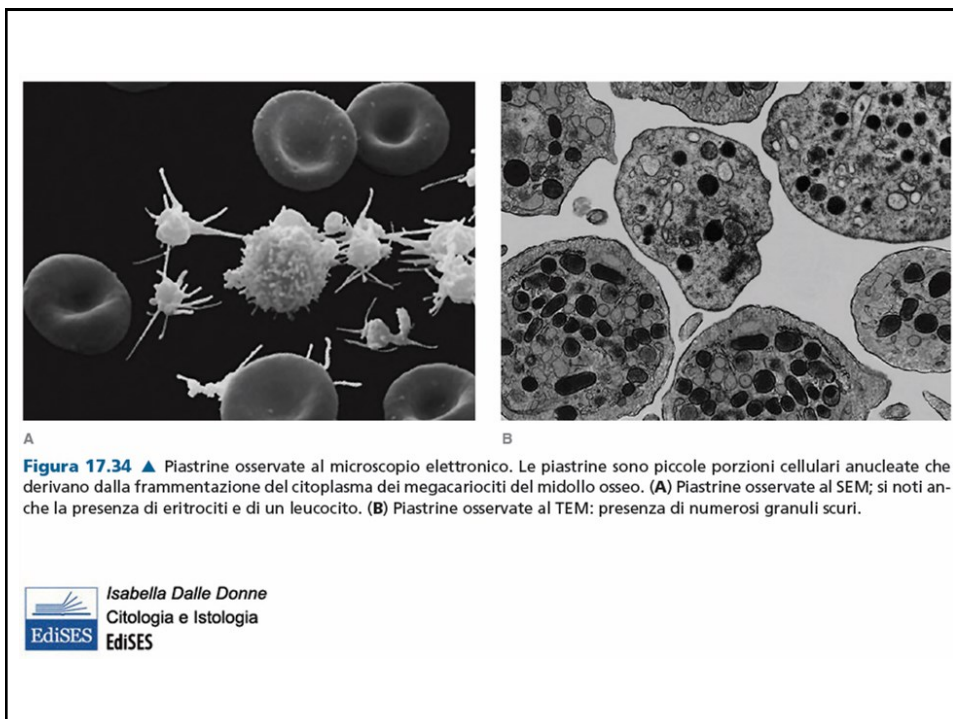 A
B
Figura 17.34 ▲ Piastrine osservate al microscopio elettronico. Le piastrine sono piccole porzioni cellulari anucleate che
derivano dalla frammentazione del citoplasma dei megacariociti del midollo osseo. (A) Piastrine osservate al SEM; si noti an-
che la presenza di eritrociti e di un leucocito. (B) Piastrine osservate al TEM: presenza di numerosi granuli scuri.
Isabella Dalle Donne
Citologia e Istologia
EdiSES
EdiSES